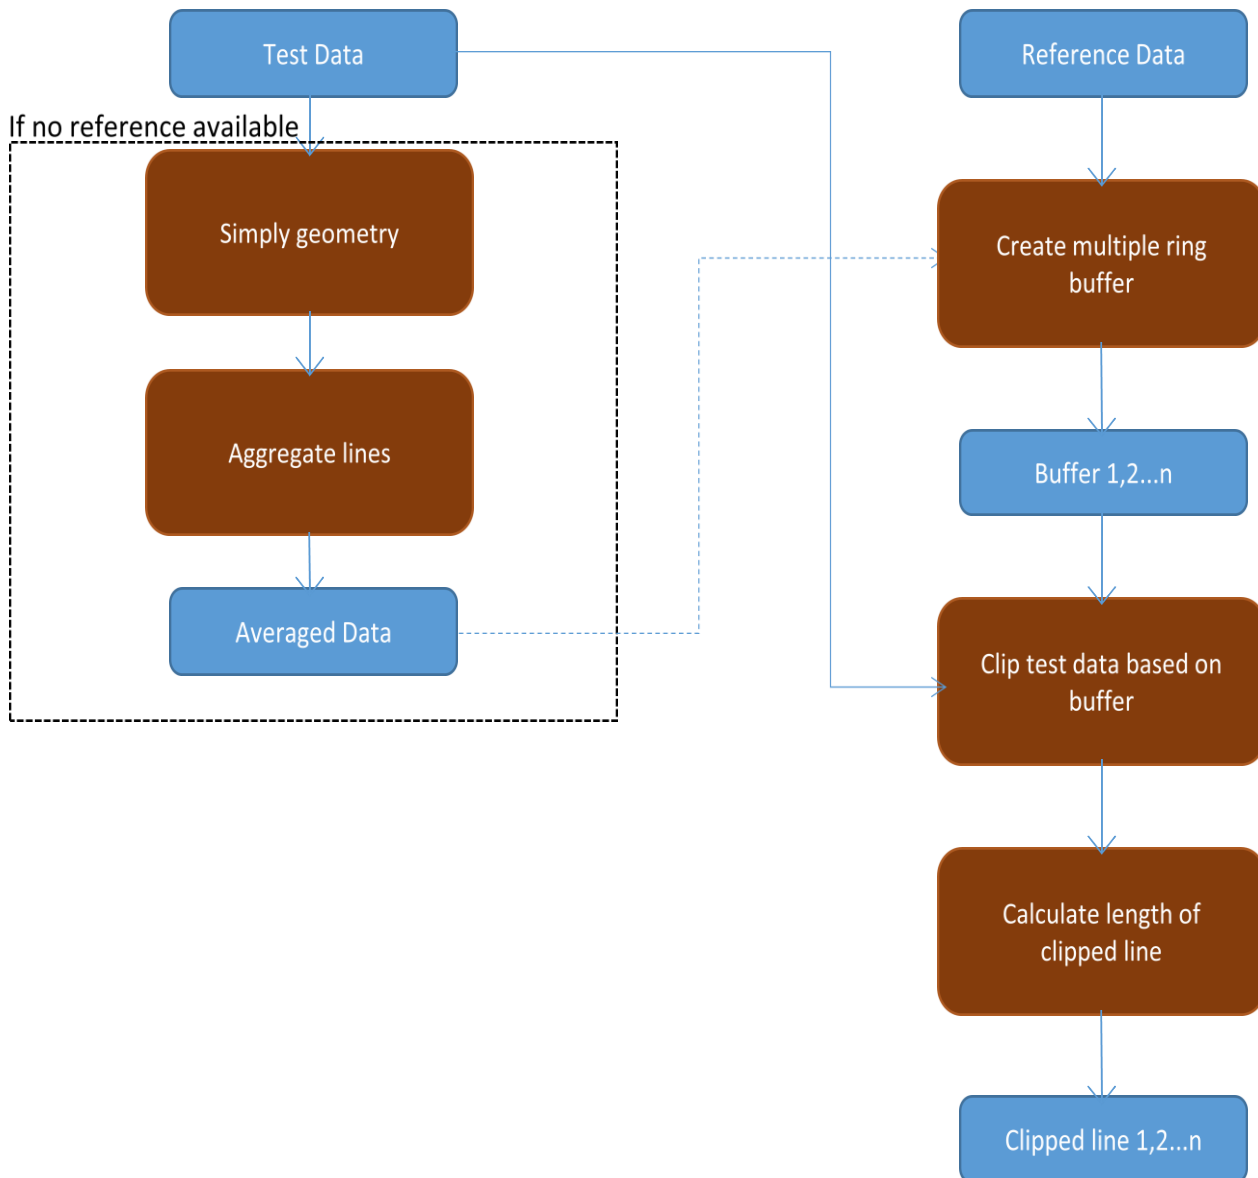 Test Data
Reference Data
If no reference available
Simply geometry
Create multiple ring
buffer
Aggregate lines
Buffer 1,2...n
Averaged Data
Clip test data based on
buffer
Calculate length of
clipped line
Clipped line 1,2...n